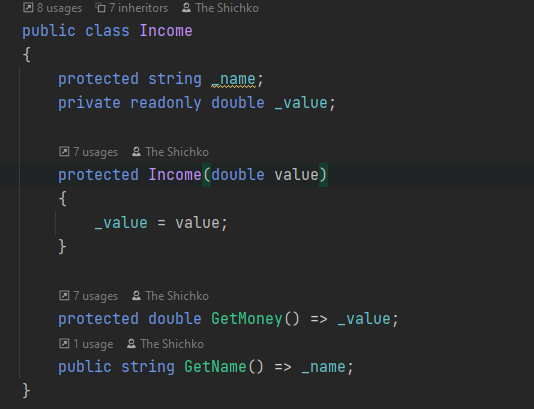 8 usages 7 inheritors The Shichko
public class Income
{
protected string _name;
private readonly double _value;
7 usages The Shichko
protected Income(double value)
{
_value = value;
}
7 usages The Shichko
protected double GetMoney() => _value;
1 usage The Shichko
public string GetName() => _name;
}